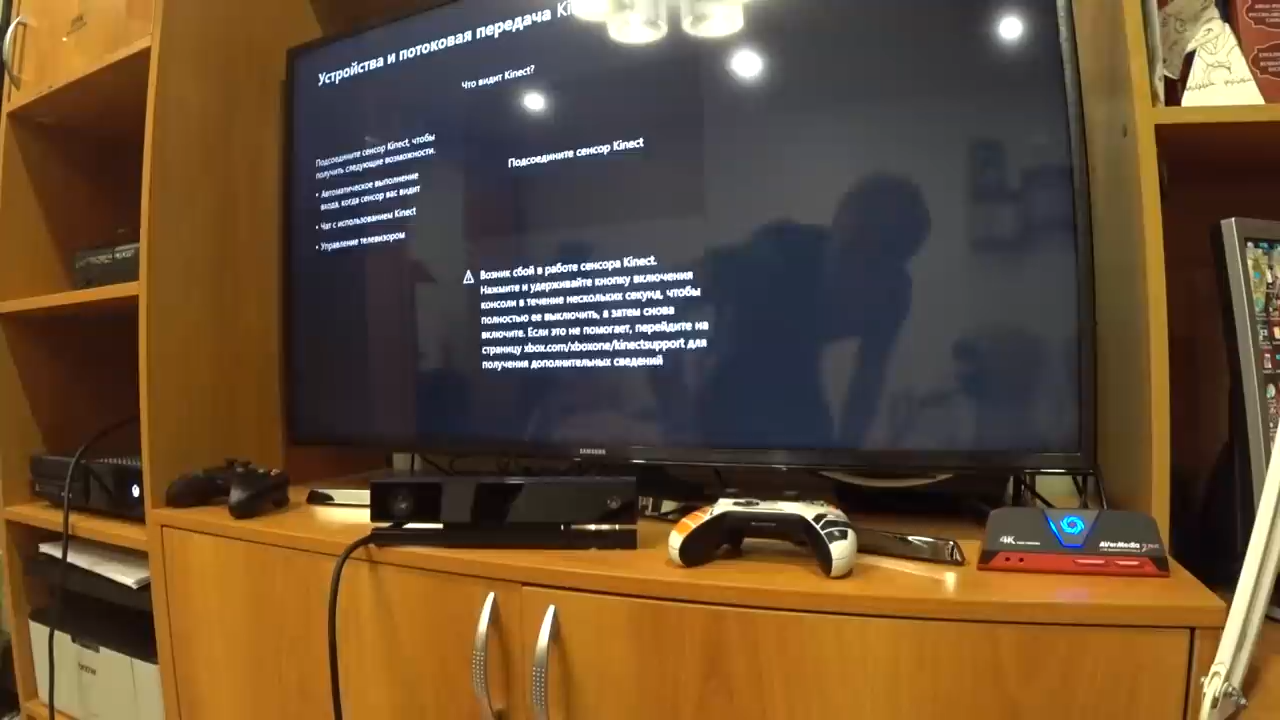 Устройства и потоковая передача Ki
Что видит Kinect?
Подсоедините сенсор Kinect, чтобы
получить следующие возможности.
• Автоматическое выполнение
входа, когда сенсор вас видит
• Чат с использованием Kinect
• Управление телевизором
Подсоедините сенсор Kinect
Возник сбой в работе сенсора Kinect.
Нажмите и удерживайте кнопку включения
консоли в течение нескольких секунд, чтобы
полностью ее выключить, а затем снова
включите. Если это не помогает, перейдите на
страницу xbox.com/xboxone/kinectsupport для
получения дополнительных сведений
SAMSUNG
4K
AVerMedia
brother